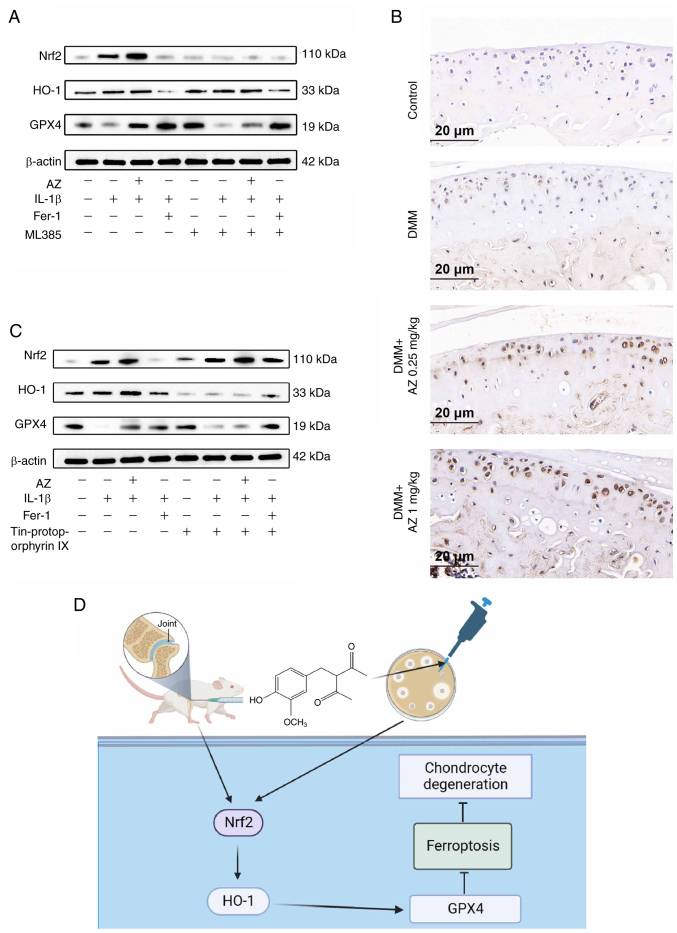 A
Nrf2 110 kDa
HO-1 33 kDa
GPX4 19 kDa
β-actin 42 kDa
AZ + +
IL-1β − + + + − + + +
Fer-1 − − − + − − − +
ML385 − − − − + + + +
B
Control
20 μm
DMM
20 μm
DMM+
AZ 0.25 mg/kg
20 μm
DMM+
AZ 1 mg/kg
20 μm
C
Nrf2 110 kDa
HO-1 33 kDa
GPX4 19 kDa
β-actin 42 kDa
AZ − − + − − − + −
IL-1β − + + + − + + +
Fer-1 − − − + − − − +
Tin-protop-
orphyrin IX − − − − + + + +
D
Joint
O
O
HO
OCH3
Nrf2
HO-1
GPX4
Ferroptosis
Chondrocyte
degeneration